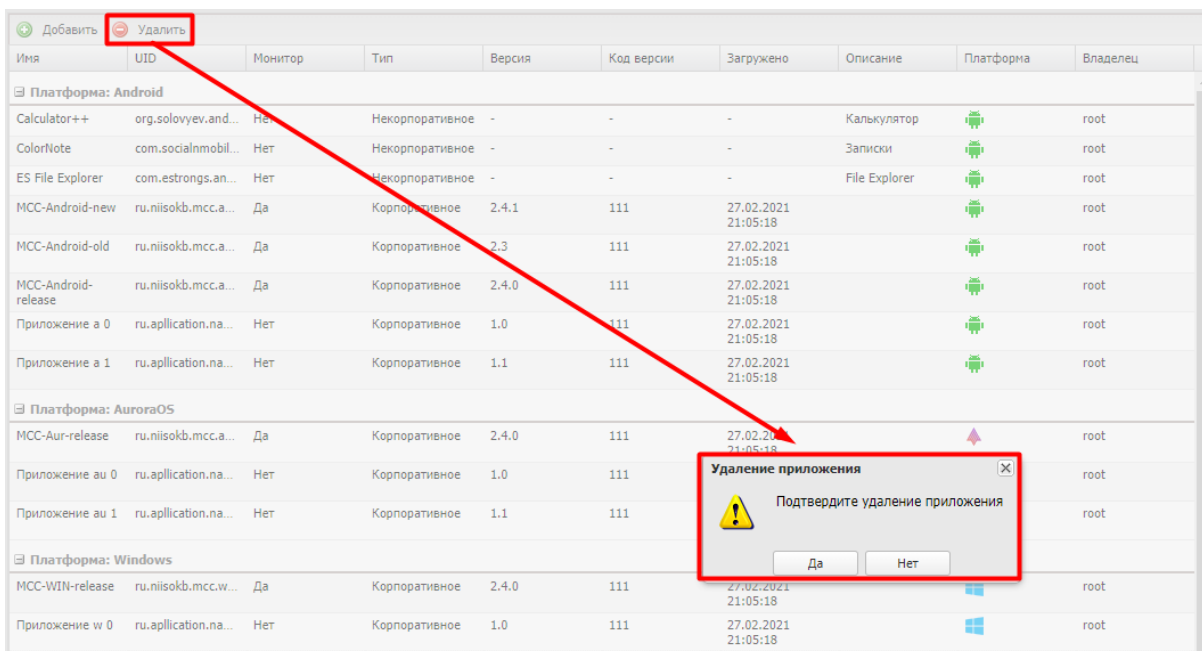 Добавить Удалить
Имя UID Монитор Тип Версия Код версии Загружено Описание Платформа Владелец
Платформа: Android
Calculator++ org.solovyev.and... Нет Некорпоративное - - - Калькулятор root
ColorNote com.socialnmobil... Нет Некорпоративное - - - Записки root
ES File Explorer com.estrongs.an... Нет Некорпоративное - - - File Explorer root
MCC-Android-new ru.niisokb.mcc.a... Да Корпоративное 2.4.1 111 27.02.2021 root
21:05:18
MCC-Android-old ru.niisokb.mcc.a... Да Корпоративное 2.3 111 27.02.2021 root
21:05:18
MCC-Android- ru.niisokb.mcc.a... Да Корпоративное 2.4.0 111 27.02.2021 root
release 21:05:18
Приложение a 0 ru.apllication.na... Нет Корпоративное 1.0 111 27.02.2021 root
21:05:18
Приложение a 1 ru.apllication.na... Нет Корпоративное 1.1 111 27.02.2021 root
21:05:18
Платформа: AuroraOS
MCC-Aur-release ru.niisokb.mcc.a... Да Корпоративное 2.4.0 111 27.02.2021 root
21:05:18
Приложение au 0 ru.apllication.na... Нет Корпоративное 1.0 111 root
Приложение au 1 ru.apllication.na... Нет Корпоративное 1.1 111 root
Удаление приложения
Подтвердите удаление приложения
Да Нет
Платформа: Windows
MCC-WIN-release ru.niisokb.mcc.w... Да Корпоративное 2.4.0 111 27.02.2021 root
21:05:18
Приложение w 0 ru.apllication.na... Нет Корпоративное 1.0 111 27.02.2021 root
21:05:18